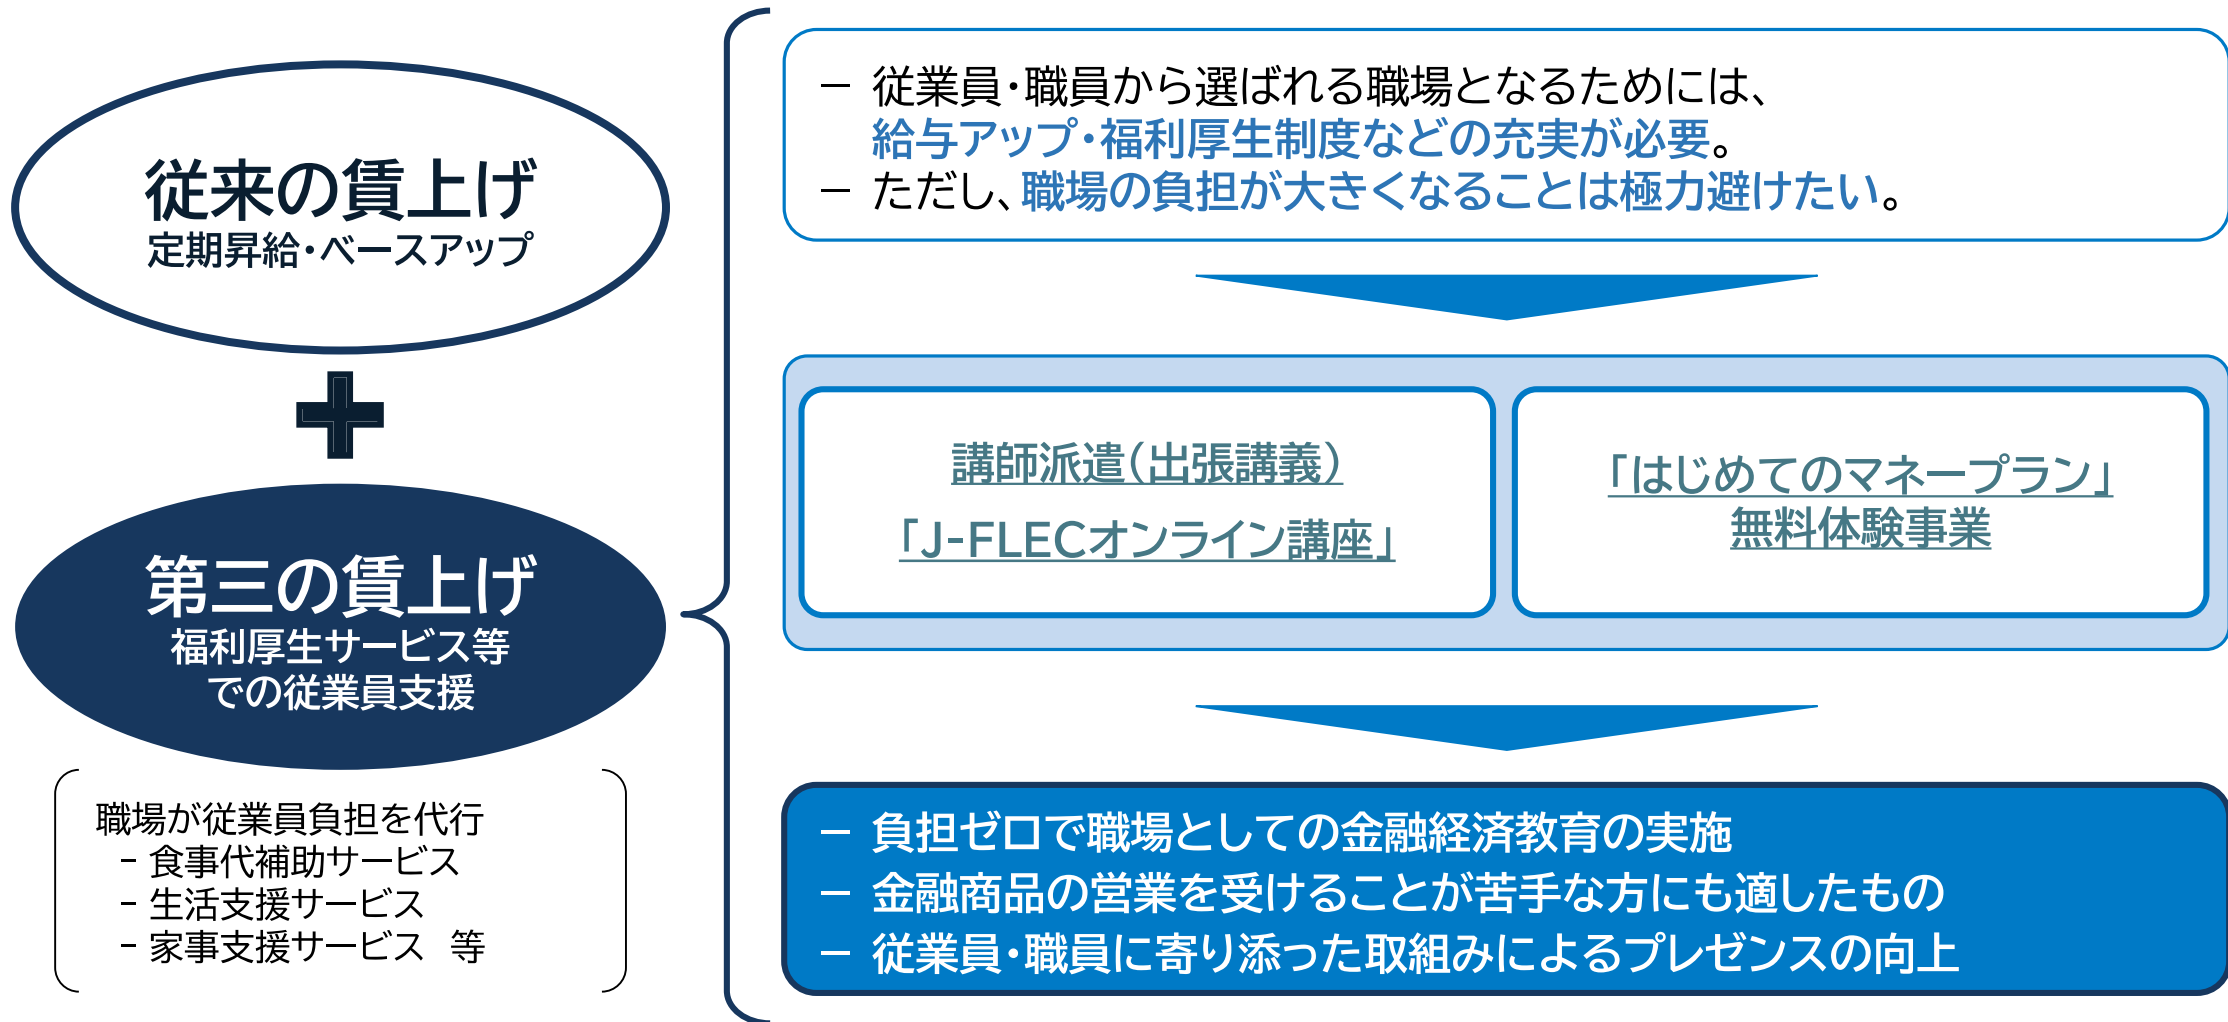 従来の賃上げ
定期昇給・ベースアップ
第三の賃上げ
福利厚生サービス等
での従業員支援
職場が従業員負担を代行
- 食事代補助サービス
- 生活支援サービス
- 家事支援サービス 等
― 従業員・職員から選ばれる職場となるためには、
給与アップ・福利厚生制度などの充実が必要。
― ただし、職場の負担が大きくなることは極力避けたい。
講師派遣(出張講義)
「J-FLECオンライン講座」
「はじめてのマネープラン」
無料体験事業
― 負担ゼロで職場としての金融経済教育の実施
― 金融商品の営業を受けることが苦手な方にも適したもの
― 従業員・職員に寄り添った取組みによるプレゼンスの向上